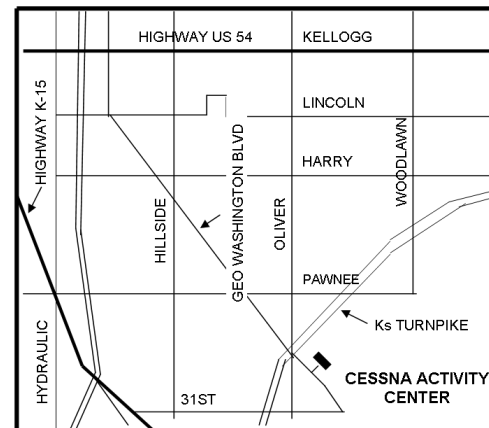 HIGHWAY US 54 KELLOGG
HIGHWAY K-15
LINCOLN
GEO WASHINGTON BLVD
HARRY
WOODLAWN
HILLSIDE
OLIVER
PAWNEE
Ks TURNPIKE
HYDRAULIC
CESSNA ACTIVITY
CENTER
31ST